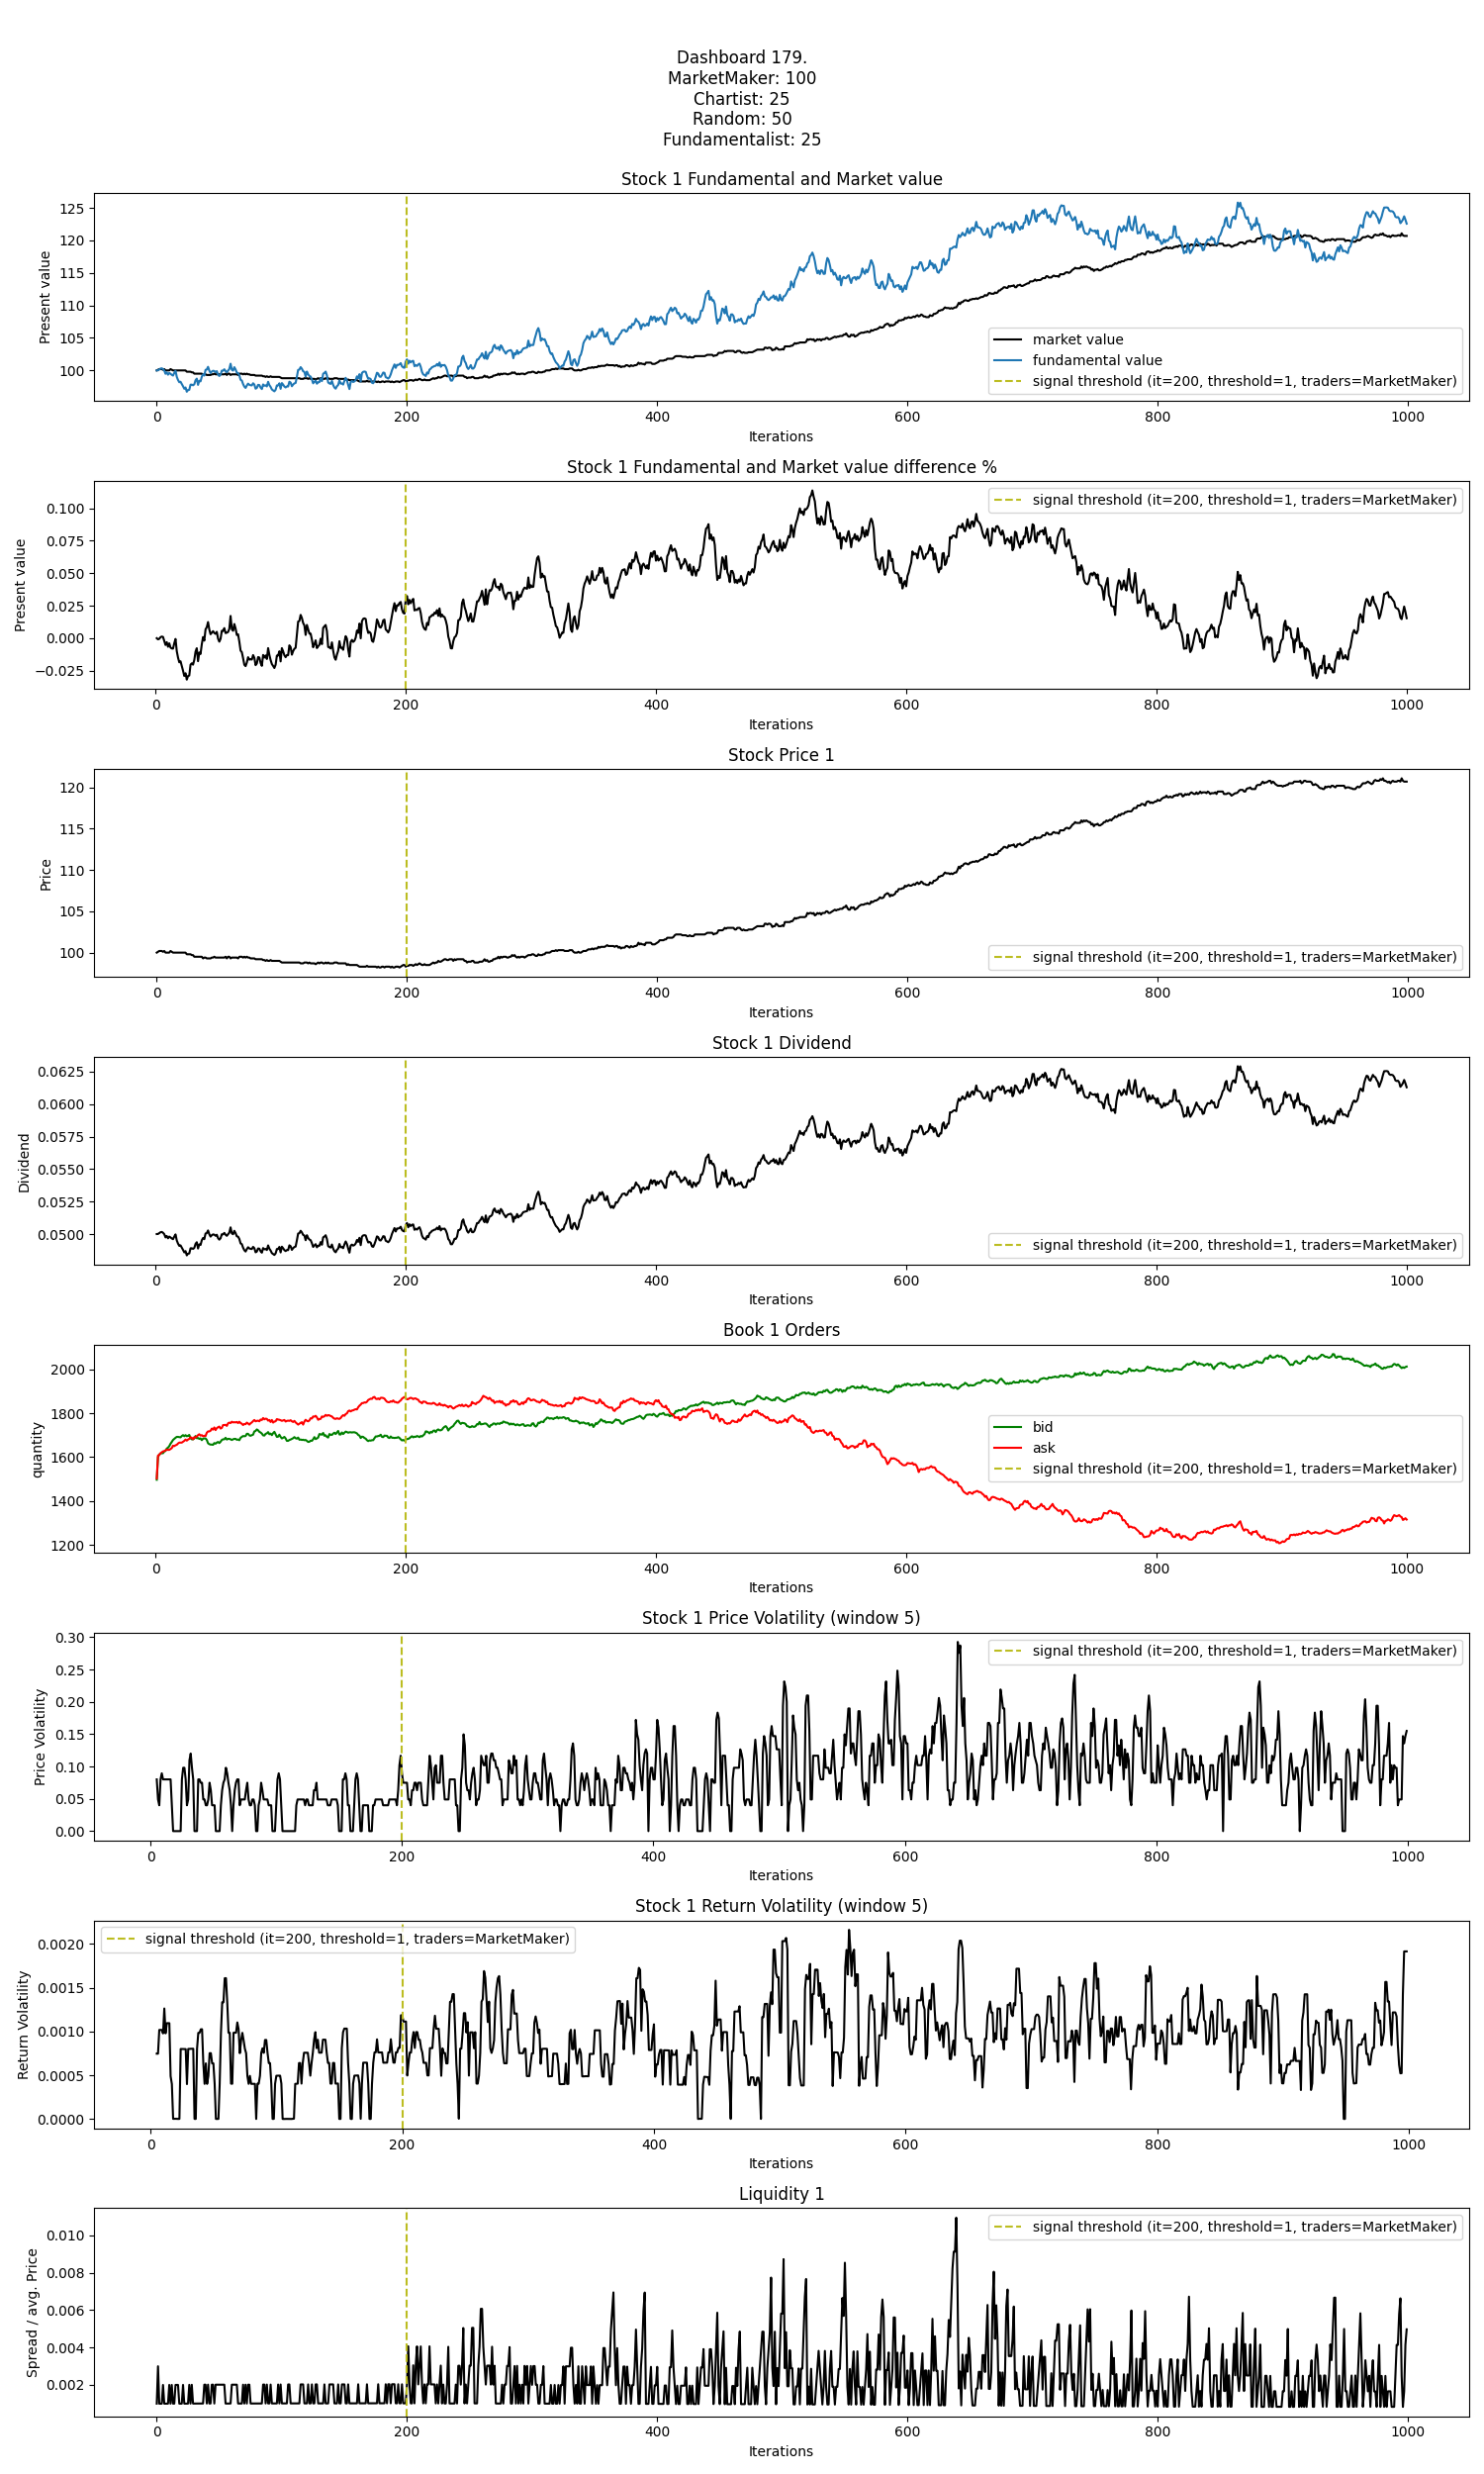 Dashboard 179.
MarketMaker: 100
Chartist: 25
Random: 50
Fundamentalist: 25
Stock 1 Fundamental and Market value
Present value
125
120
115
110
105
100
market value
fundamental value
signal threshold (it=200, threshold=1, traders=MarketMaker)
0 200 400 600 800 1000
Iterations
Stock 1 Fundamental and Market value difference %
Present value
0.100
0.075
0.050
0.025
0.000
−0.025
signal threshold (it=200, threshold=1, traders=MarketMaker)
0 200 400 600 800 1000
Iterations
Stock Price 1
Price
120
115
110
105
100
signal threshold (it=200, threshold=1, traders=MarketMaker)
0 200 400 600 800 1000
Iterations
Stock 1 Dividend
Dividend
0.0625
0.0600
0.0575
0.0550
0.0525
0.0500
signal threshold (it=200, threshold=1, traders=MarketMaker)
0 200 400 600 800 1000
Iterations
Book 1 Orders
quantity
2000
1800
1600
1400
1200
bid
ask
signal threshold (it=200, threshold=1, traders=MarketMaker)
0 200 400 600 800 1000
Iterations
Stock 1 Price Volatility (window 5)
Price Volatility
0.30
0.25
0.20
0.15
0.10
0.05
0.00
signal threshold (it=200, threshold=1, traders=MarketMaker)
0 200 400 600 800 1000
Iterations
Stock 1 Return Volatility (window 5)
Return Volatility
0.0020
0.0015
0.0010
0.0005
0.0000
signal threshold (it=200, threshold=1, traders=MarketMaker)
0 200 400 600 800 1000
Iterations
Liquidity 1
Spread / avg. Price
0.010
0.008
0.006
0.004
0.002
signal threshold (it=200, threshold=1, traders=MarketMaker)
0 200 400 600 800 1000
Iterations